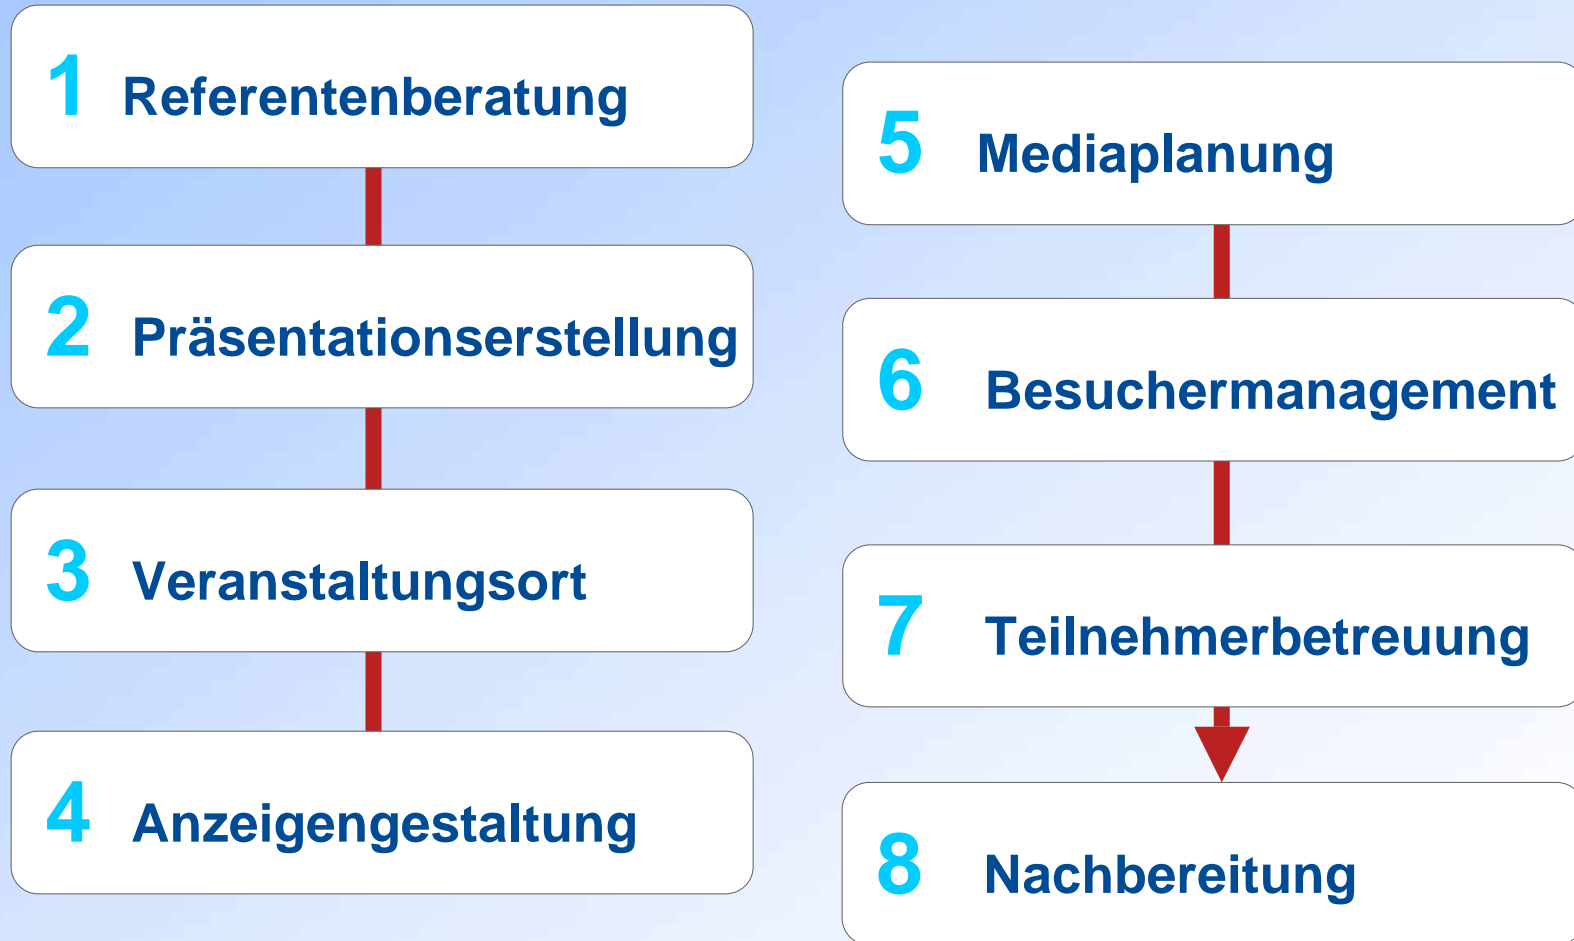 1 Referentenberatung
2 Präsentationserstellung
3 Veranstaltungsort
4 Anzeigengestaltung
5 Mediaplanung
6 Besuchermanagement
7 Teilnehmerbetreuung
8 Nachbereitung